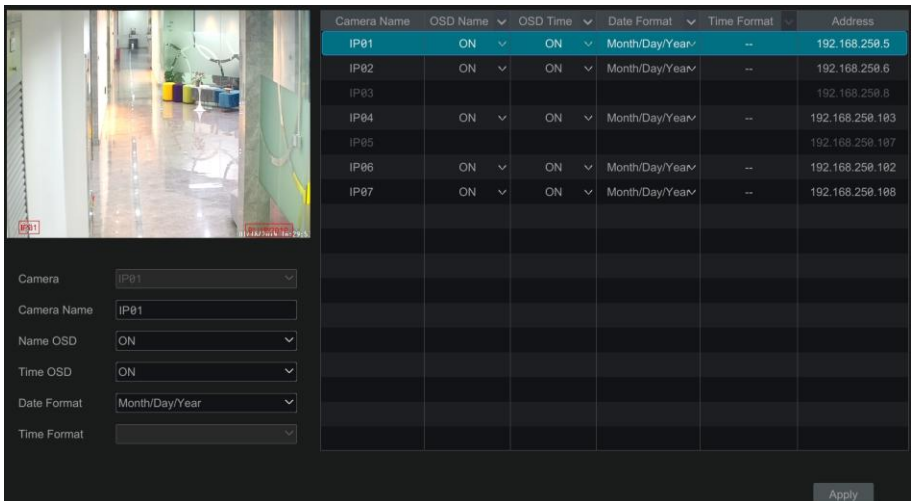 Camera Name OSD Name OSD Time Date Format Time Format Address
IP01 ON ON Month/Day/Year -- 192.168.250.5
IP02 ON ON Month/Day/Year -- 192.168.250.6
IP03 192.168.250.8
IP04 ON ON Month/Day/Year -- 192.168.250.103
IP05 192.168.250.107
IP06 ON ON Month/Day/Year -- 192.168.250.102
IP07 ON ON Month/Day/Year -- 192.168.250.108
IP01
Camera IP01
Camera Name IP01
Name OSD ON
Time OSD ON
Date Format Month/Day/Year
Time Format
Apply